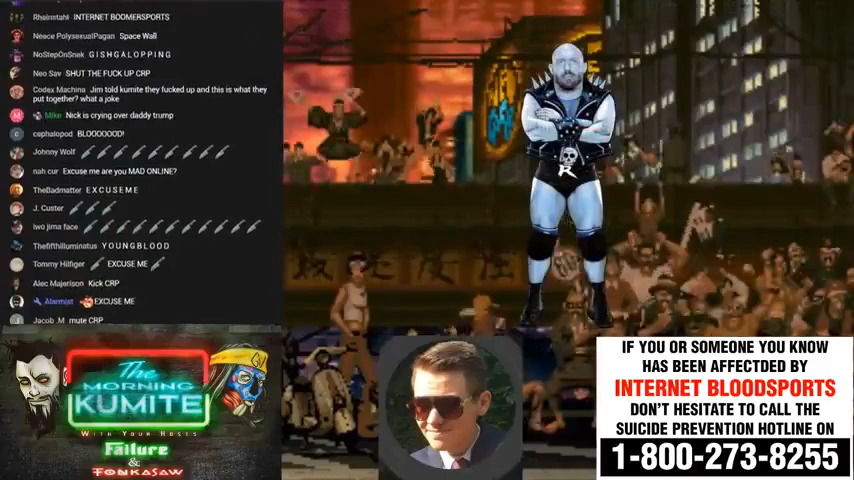 Rheinstahl INTERNET BOOMERSPORTS
Neece PolysexualPagan Space Wall
NoStepOnSnek G I S H G A L O P P I N G
Neo Sav SHUT THE FUCK UP CRP
Codex Machina Jim told kumite they fucked up and this is what they
put together? what a joke
M Mike Nick is crying over daddy trump
c cephalopod BLOOOOOOD!
Johnny Wolf
nah cur Excuse me are you MAD ONLINE?
TheBadmatter E X C U S E M E
J. Custer
iwo jima face
Thefifthilluminatus Y O U N G B L O O D
Tommy Hilfiger EXCUSE ME
Alec Majerison Kick CRP
Alarmist EXCUSE ME
J Jacob M mute CRP
The
MORNING
KUMITE
With Your Hosts
Failure
&
TONKASAW
R
IF YOU OR SOMEONE YOU KNOW
HAS BEEN AFFECTDED BY
INTERNET BLOODSPORTS
DON'T HESITATE TO CALL THE
SUICIDE PREVENTION HOTLINE ON
1-800-273-8255